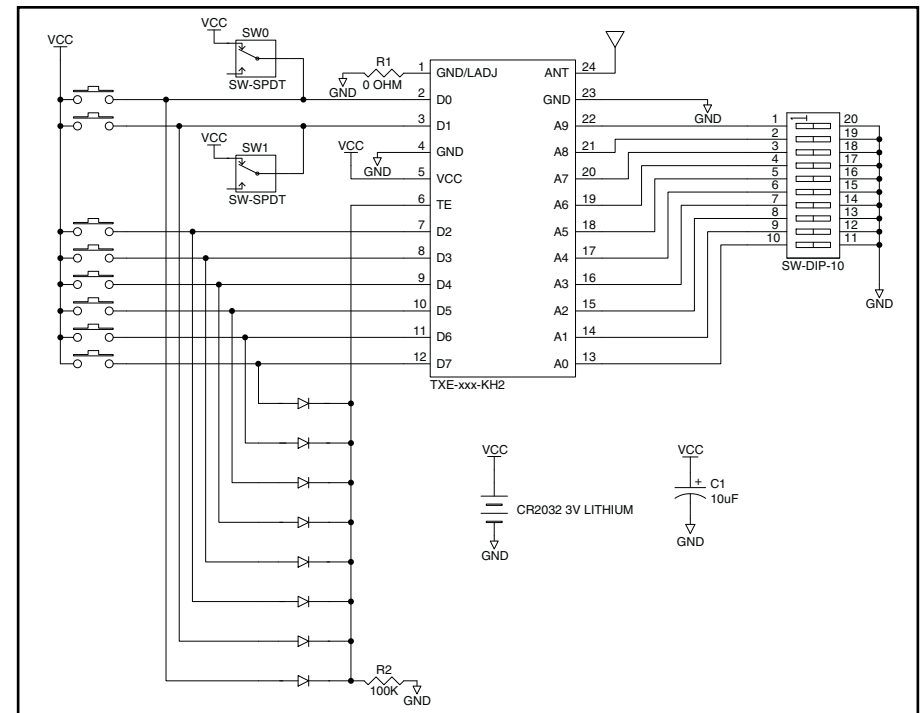 VCC
VCC
SW0
SW-SPDT
VCC
SW1
SW-SPDT
R1
0 OHM
GND
VCC
GND
1 GND/LADJ
2 D0
3 D1
4 GND
5 VCC
6 TE
7 D2
8 D3
9 D4
10 D5
11 D6
12 D7
ANT 24
GND 23
A9 22
A8 21
A7 20
A6 19
A5 18
A4 17
A3 16
A2 15
A1 14
A0 13
TXE-xxx-KH2
GND
1 20
2 19
3 18
4 17
5 16
6 15
7 14
8 13
9 12
10 11
SW-DIP-10
GND
VCC
CR2032 3V LITHIUM
GND
VCC
+ C1
10uF
GND
R2
100K
GND